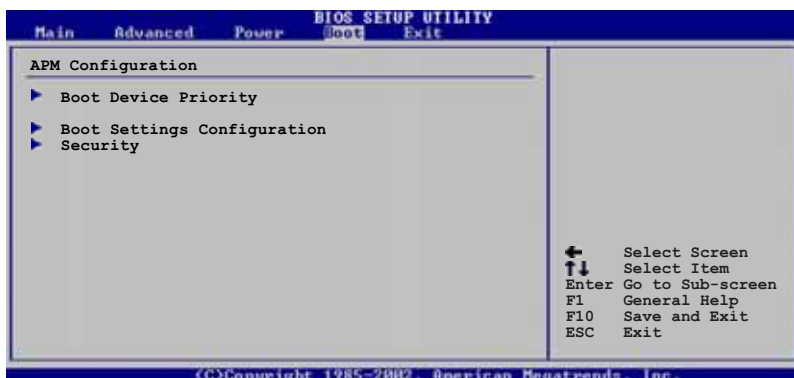 BIOS SETUP UTILITY
Main Advanced Power Boot Exit
APM Configuration
Boot Device Priority
Boot Settings Configuration
Security
Select Screen
↑↓ Select Item
Enter Go to Sub-screen
F1 General Help
F10 Save and Exit
ESC Exit
(C)Copyright 1985-2002, American Megatrends, Inc.